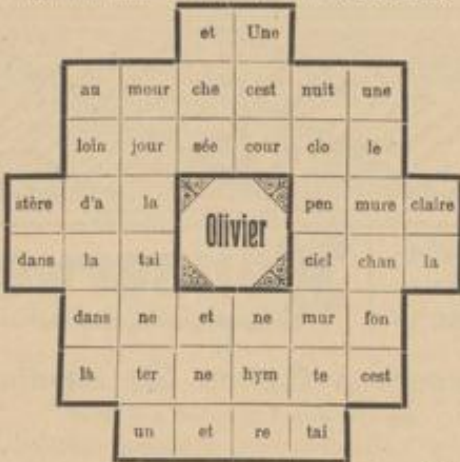 et Une
au mour che cest nuit une
loin jour sée cour clo le
stère d'a la pen mure claire
Olivier
dans la tai ciel chan la
dans ne et ne mur fon
là ter ne hym te cest
un et re tai